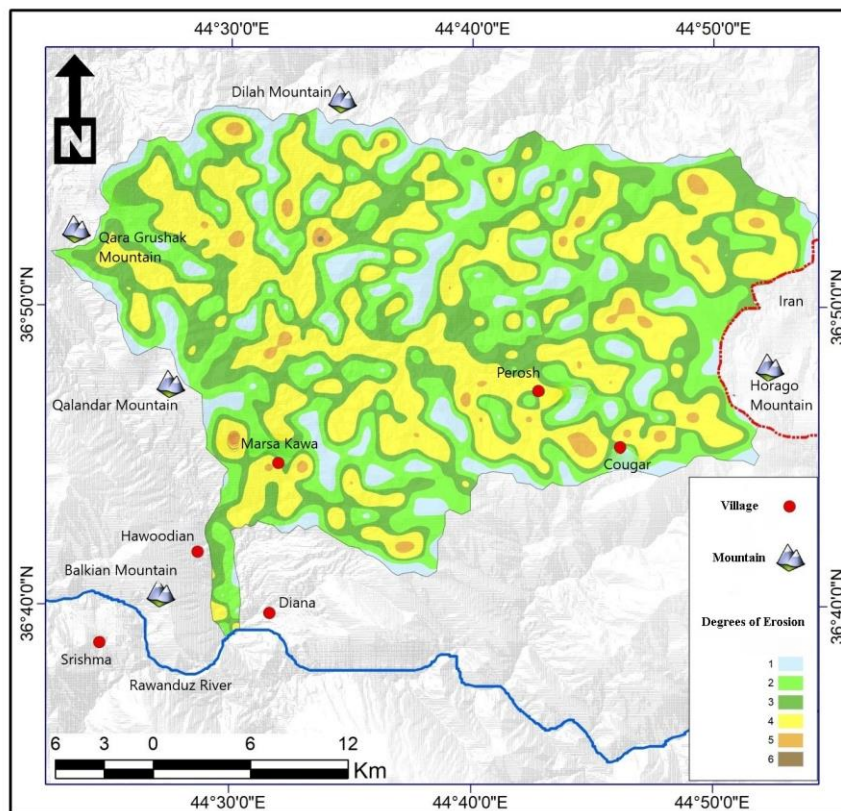 44°30'0"E
44°40'0"E
44°50'0"E
N
Dilah Mountain
Qara Grushak
Mountain
36°50'0"N
36°50'0"N
Iran
Perosh
Horago
Mountain
Qalandar Mountain
Marsa Kawa
Cougar
Village
Hawoodian
Mountain
Balkian Mountain
Diana
36°40'0"N
36°40'0"N
Degrees of Erosion
Srishma
Rawanduz River
1
2
3
4
5
6
6 3 0 6 12
Km
44°30'0"E
44°40'0"E
44°50'0"E